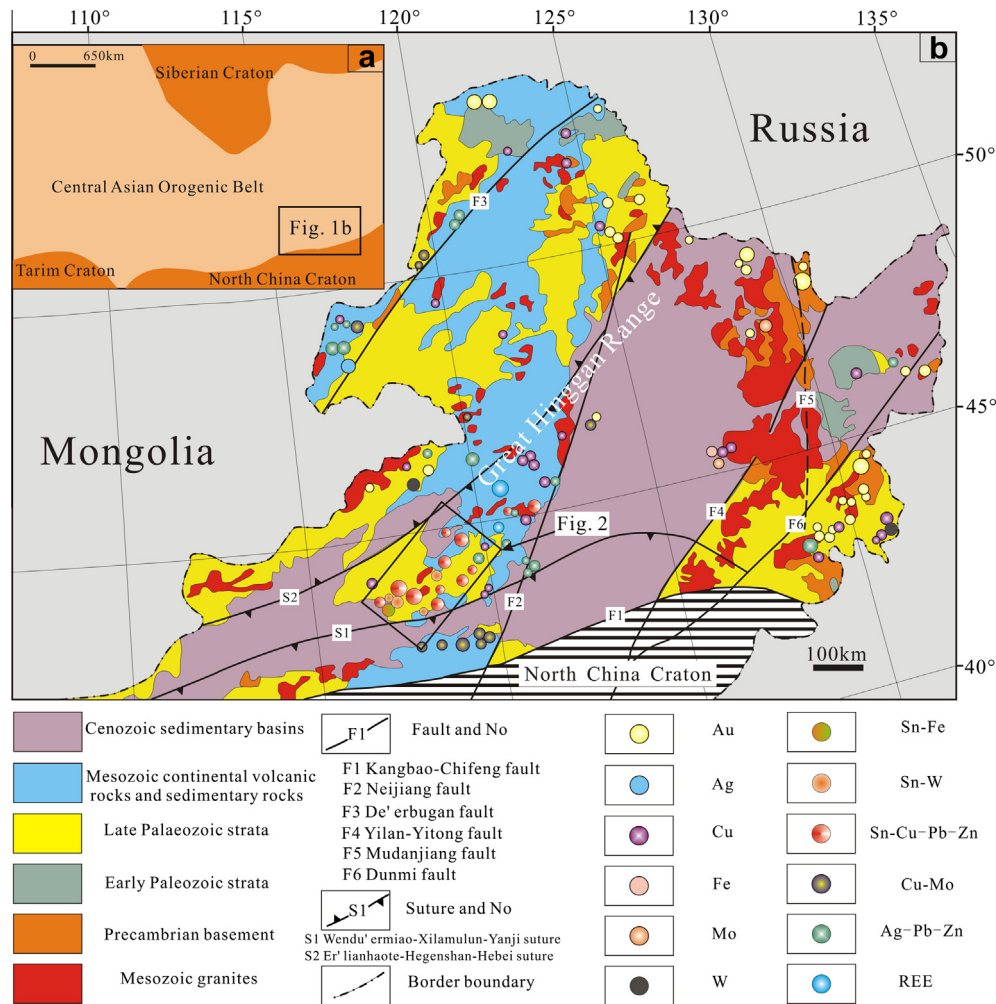 110°
115°
120°
125°
130°
135°
0 650km
a
Siberian Craton
Central Asian Orogenic Belt
Fig. 1b
Tarim Craton
North China Craton
b
Russia
50°
F3
Great Hinggan Range
45°
F5
Mongolia
F4
F6
Fig. 2
S2
F2
S1
F1
100km
North China Craton
40°
Cenozoic sedimentary basins
Mesozoic continental volcanic
rocks and sedimentary rocks
Late Palaeozoic strata
Early Paleozoic strata
Precambrian basement
Mesozoic granites
F1
Fault and No
F1 Kangbao-Chifeng fault
F2 Neijiang fault
F3 De' erbugan fault
F4 Yilan-Yitong fault
F5 Mudanjiang fault
F6 Dunmi fault
S1
Suture and No
S1 Wendu' ermiao-Xilamulun-Yanji suture
S2 Er' lianhaote-Hegenshan-Hebei suture
Border boundary
Au
Ag
Cu
Fe
Mo
W
Sn-Fe
Sn-W
Sn-Cu-Pb-Zn
Cu-Mo
Ag-Pb-Zn
REE